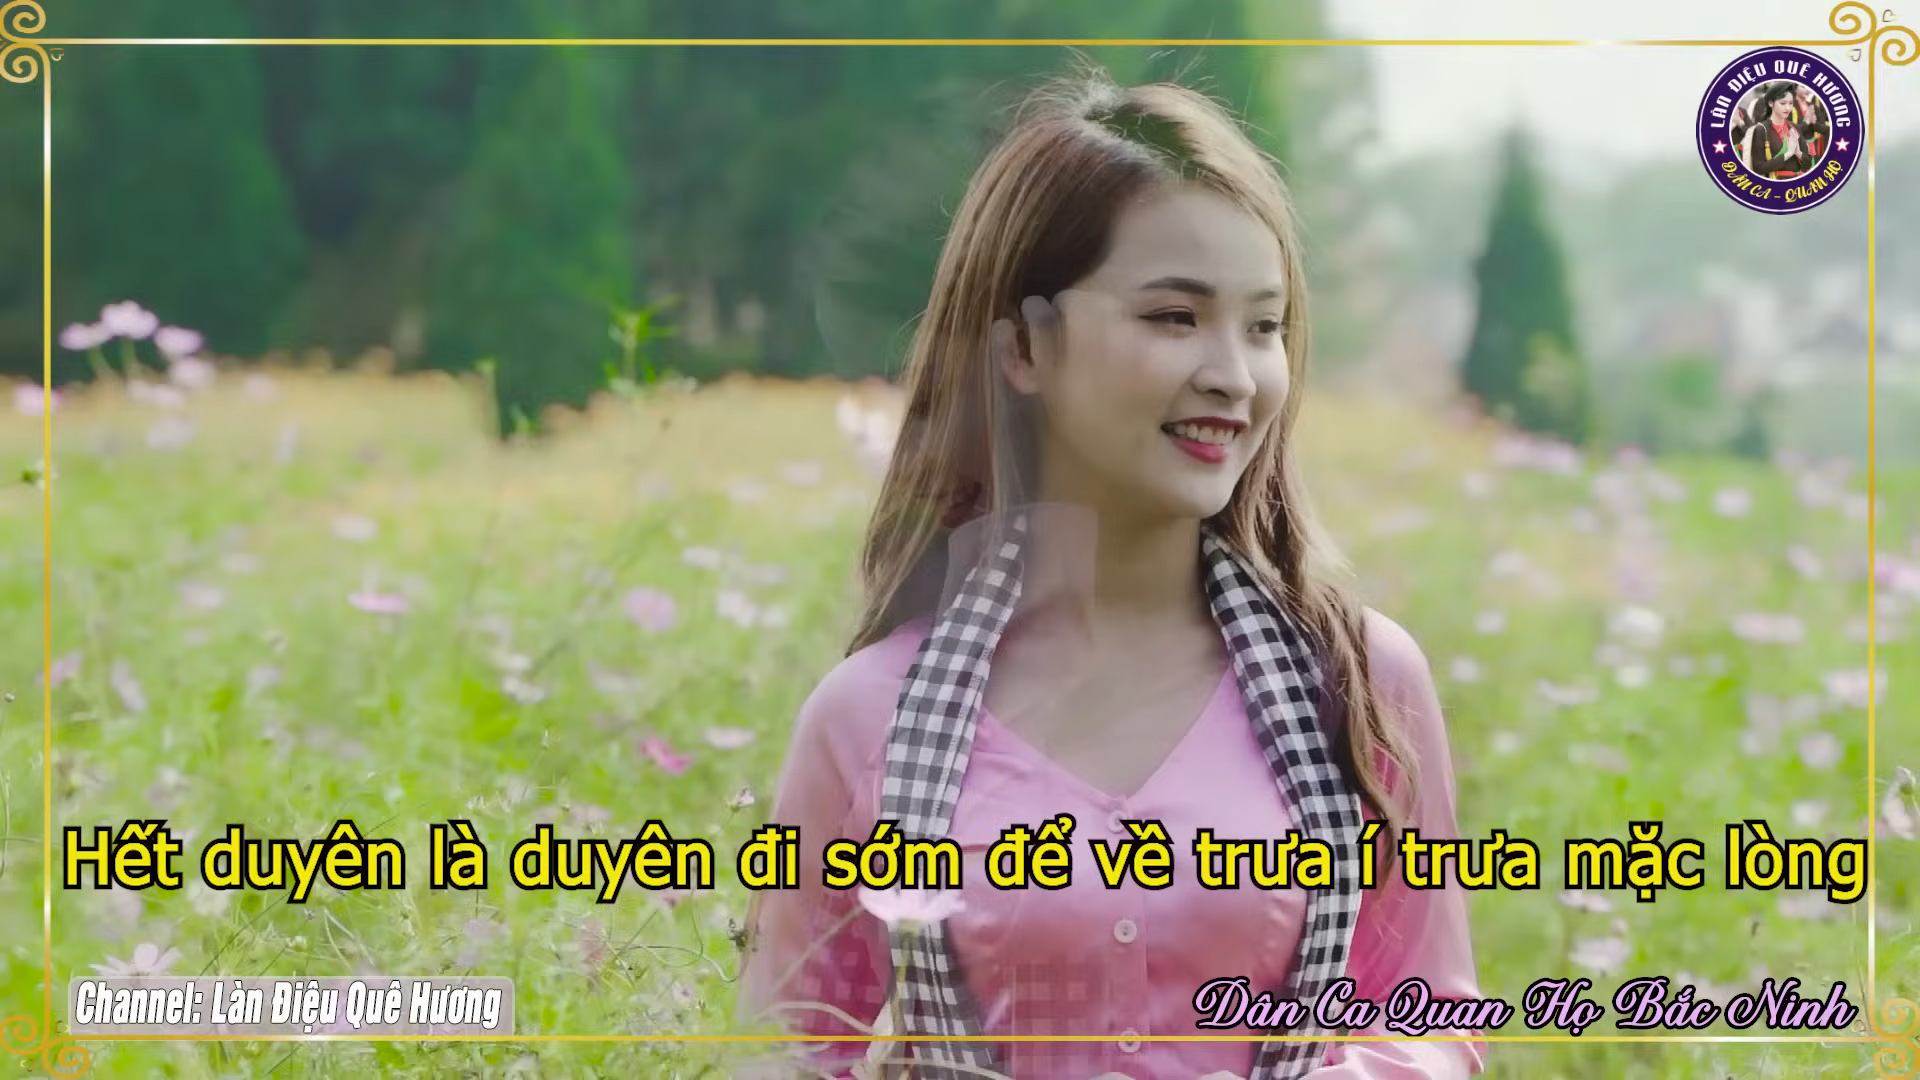 LÀN ĐIỆU QUÊ HƯƠNG
DÂN CA - QUAN HỌ
Hết duyên là duyên đi sớm để về trưa í trưa mặc lòng
Channel: Làn Điệu Quê Hương
Dân Ca Quan Họ Bắc Ninh